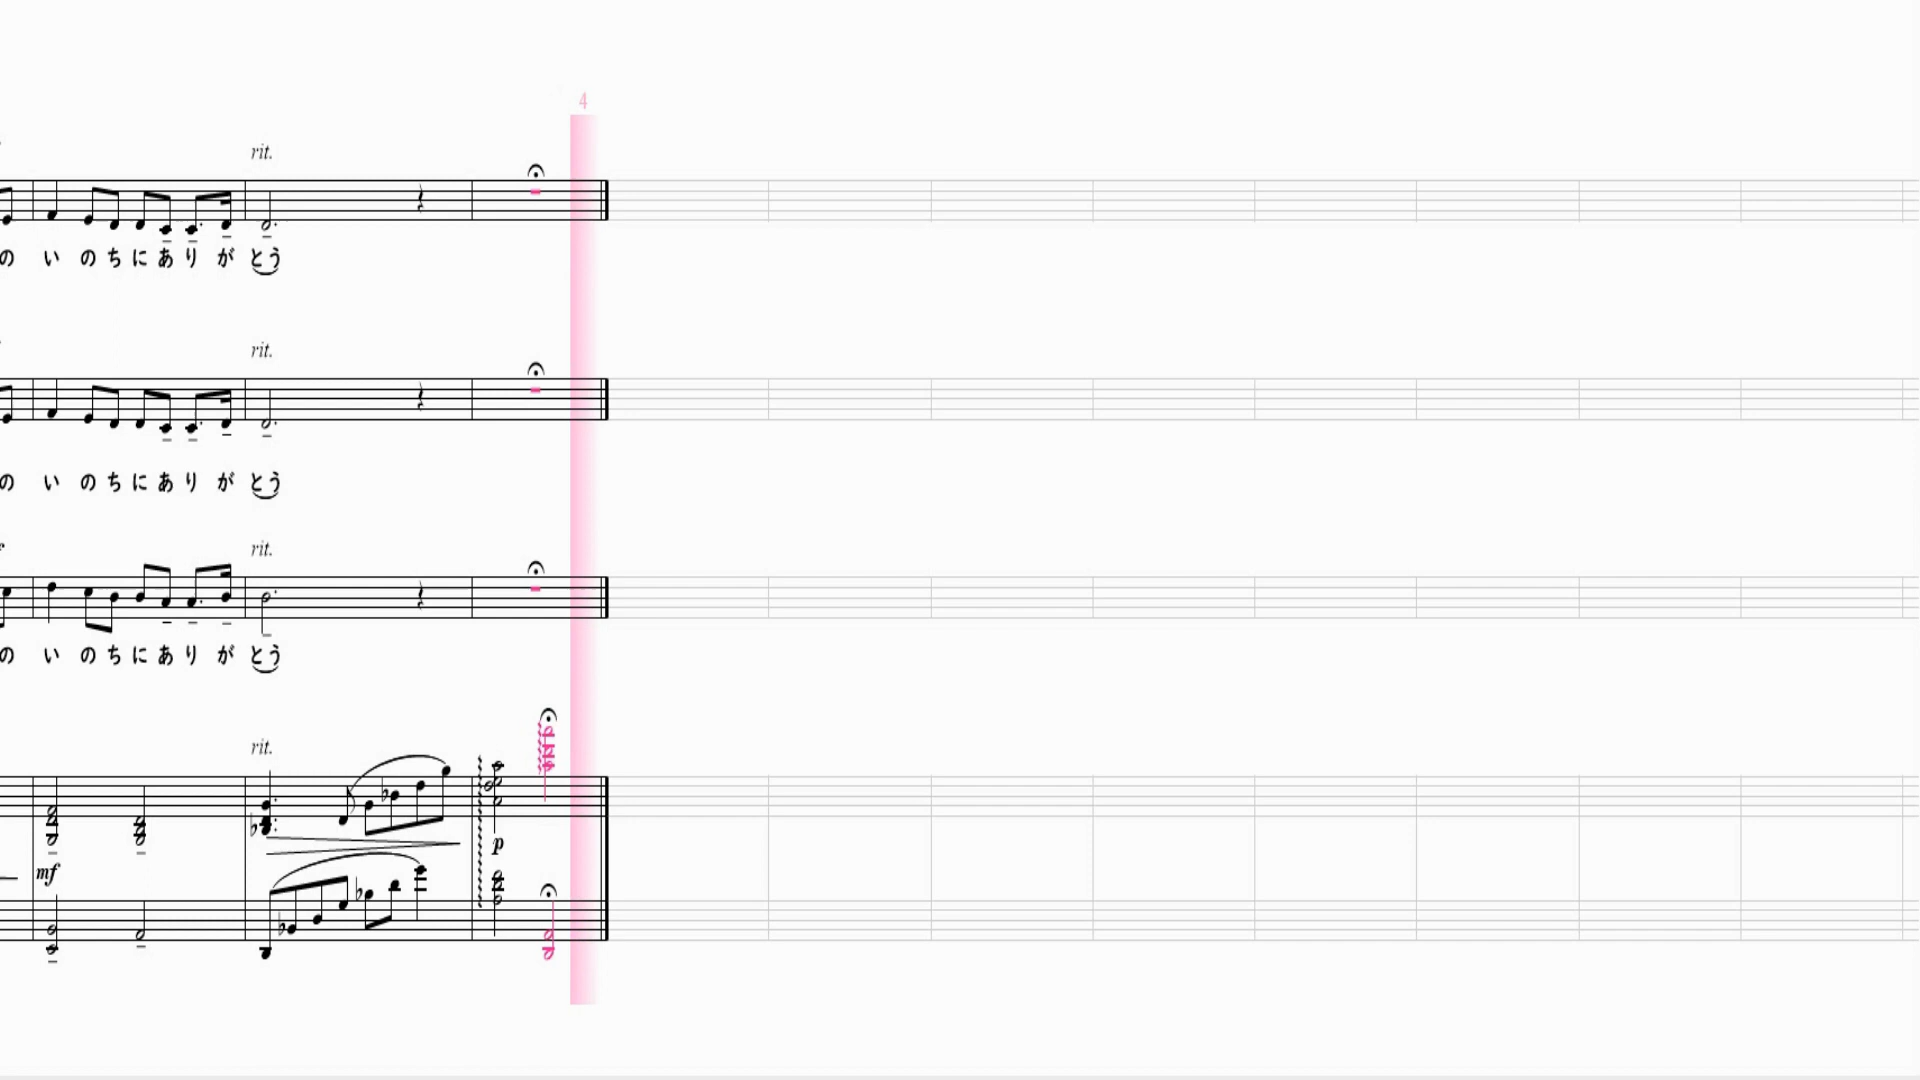 4
rit.
の い のちにあり が とう
rit.
の い のちにあり が とう
rit.
の い のちにあり が とう
rit.
p
mf